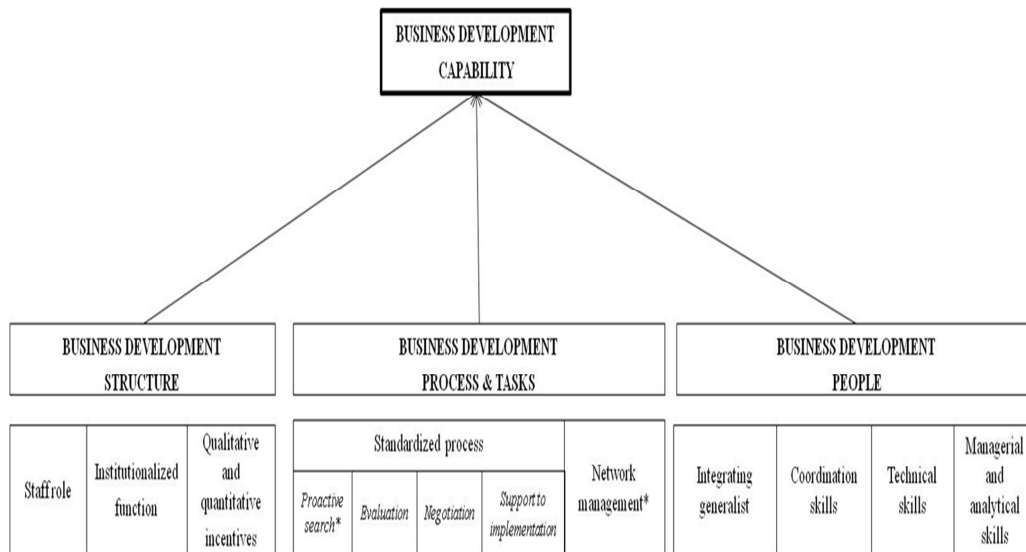 BUSINESS DEVELOPMENT
CAPABILITY
BUSINESS DEVELOPMENT
STRUCTURE
BUSINESS DEVELOPMENT
PROCESS & TASKS
BUSINESS DEVELOPMENT
PEOPLE
Staff role
Institutionalized
function
Qualitative
and
quantitative
incentives
Standardized process
Proactive
search*
Evaluation
Negotiation
Support to
implementation
Network
management*
Integrating
generalist
Coordination
skills
Technical
skills
Managerial
and
analytical
skills